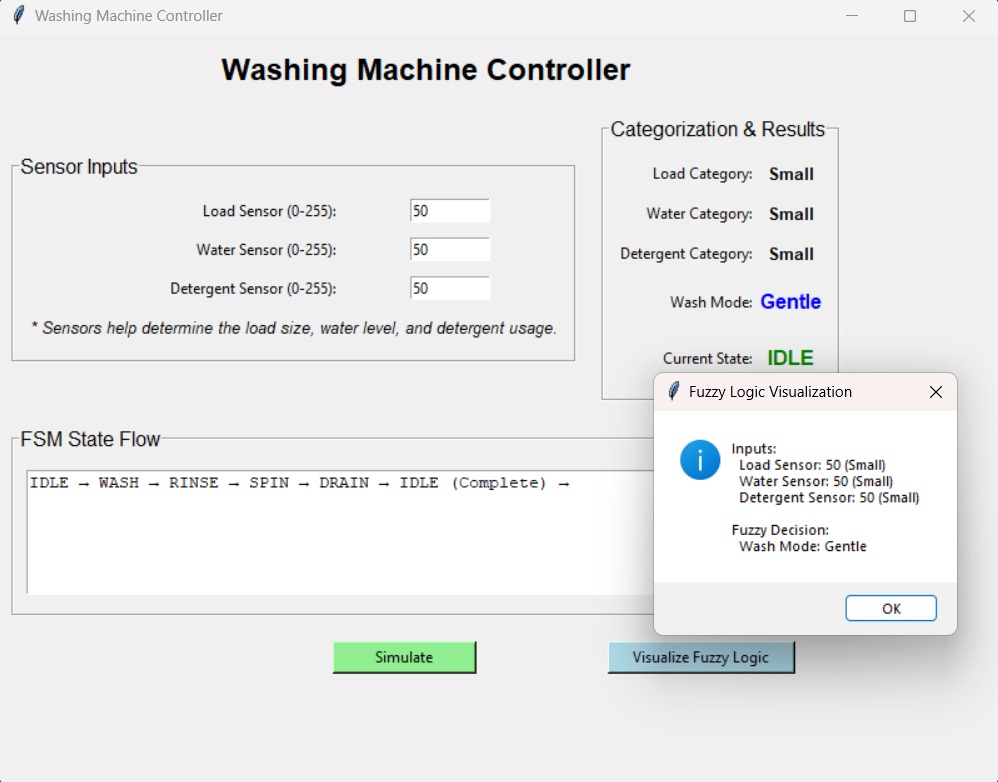 Washing Machine Controller
Washing Machine Controller
Sensor Inputs
Load Sensor (0-255): 50
Water Sensor (0-255): 50
Detergent Sensor (0-255): 50
* Sensors help determine the load size, water level, and detergent usage.
Categorization & Results
Load Category: Small
Water Category: Small
Detergent Category: Small
Wash Mode: Gentle
Current State: IDLE
FSM State Flow
IDLE → WASH → RINSE → SPIN → DRAIN → IDLE (Complete) →
Fuzzy Logic Visualization
i
Inputs:
Load Sensor: 50 (Small)
Water Sensor: 50 (Small)
Detergent Sensor: 50 (Small)
Fuzzy Decision:
Wash Mode: Gentle
OK
Simulate
Visualize Fuzzy Logic